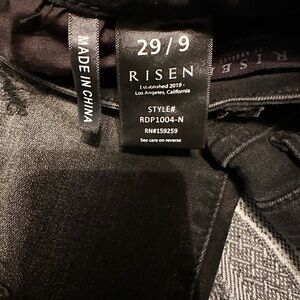 MADE IN CHINA
29/9
RISEN
Established 2019
Los Angeles, California
STYLE#
RDP1004-N
RN#159259
See care on reverse
RISE